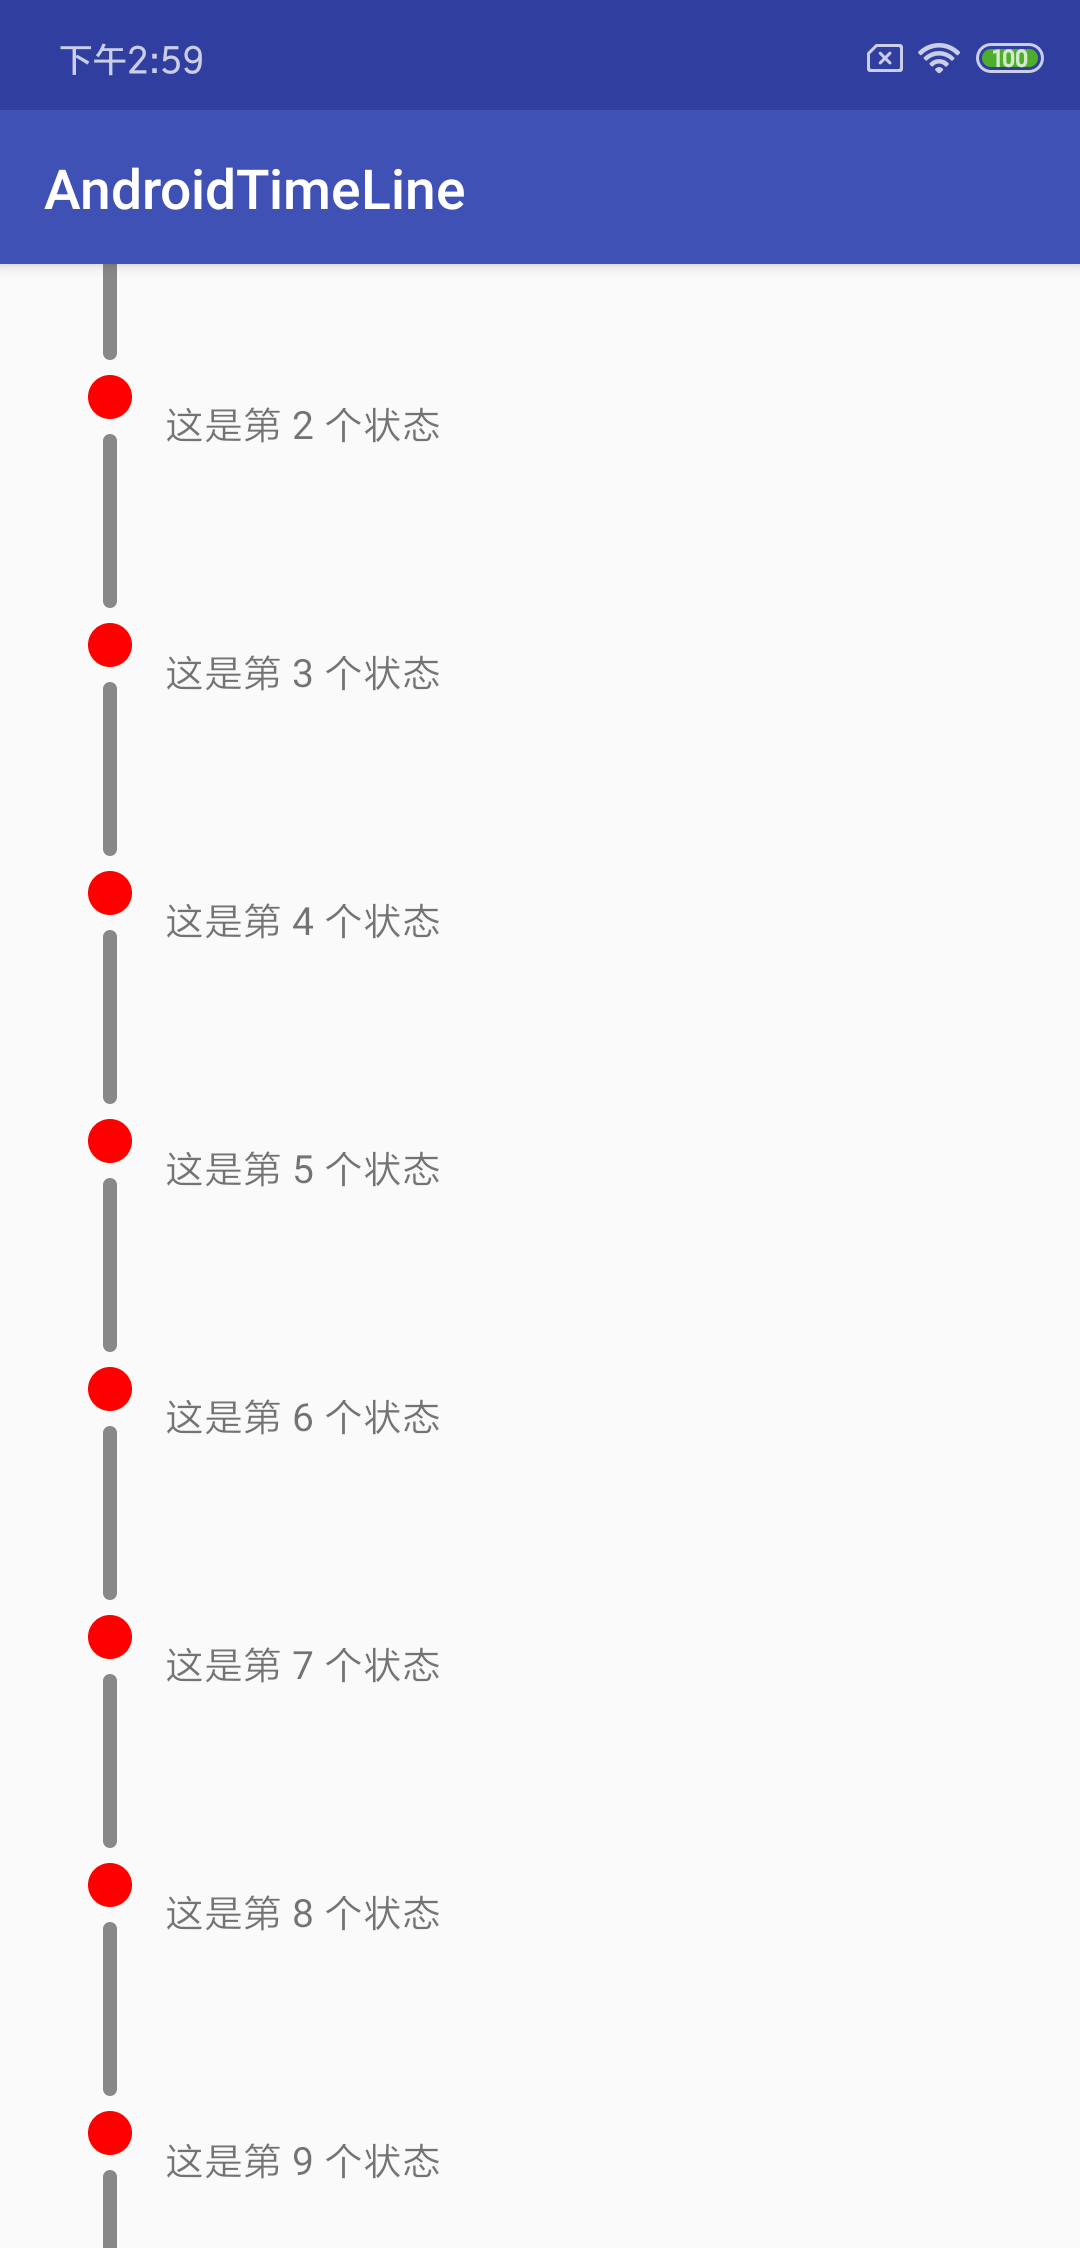 下午2:59
100
AndroidTimeLine
这是第 2 个状态
这是第 3 个状态
这是第 4 个状态
这是第 5 个状态
这是第 6 个状态
这是第 7 个状态
这是第 8 个状态
这是第 9 个状态